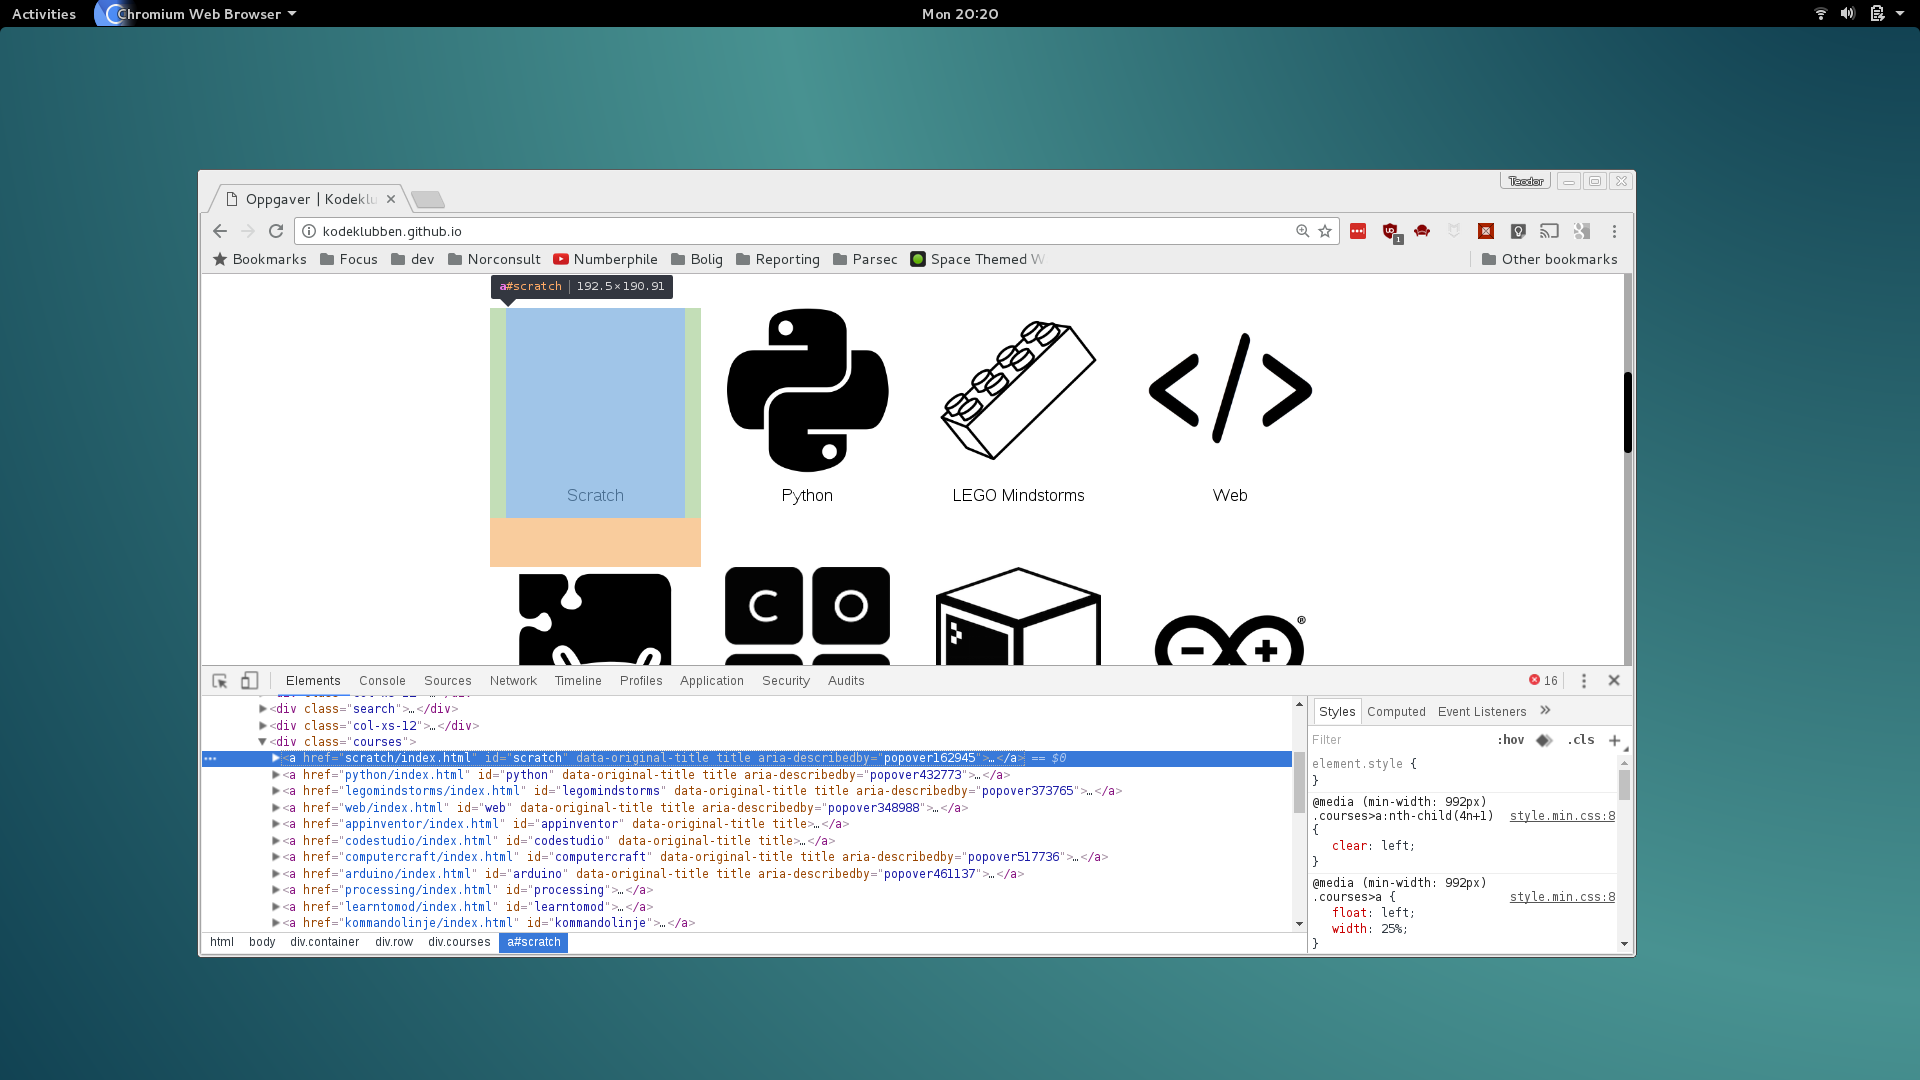 Activities Chromium Web Browser Mon 20:20
Teodor
Oppgaver | Kodeklu
kodeklubben.github.io
Bookmarks Focus dev Norconsult Numberphile Bolig Reporting Parsec Space Themed W Other bookmarks
a#scratch 192.5×190.91
Scratch Python LEGO Mindstorms Web
C O
Elements Console Sources Network Timeline Profiles Application Security Audits 16
<div class="search">…</div>
<div class="col-xs-12">…</div>
<div class="courses">
<a href="scratch/index.html" id="scratch" data-original-title title aria-describedby="popover162945">…</a> == $0
<a href="python/index.html" id="python" data-original-title title aria-describedby="popover432773">…</a>
<a href="legomindstorms/index.html" id="legomindstorms" data-original-title title aria-describedby="popover373765">…</a>
<a href="web/index.html" id="web" data-original-title title aria-describedby="popover348988">…</a>
<a href="appinventor/index.html" id="appinventor" data-original-title title>…</a>
<a href="codestudio/index.html" id="codestudio" data-original-title title>…</a>
<a href="computercraft/index.html" id="computercraft" data-original-title title aria-describedby="popover517736">…</a>
<a href="arduino/index.html" id="arduino" data-original-title title aria-describedby="popover461137">…</a>
<a href="processing/index.html" id="processing">…</a>
<a href="learntomod/index.html" id="learntomod">…</a>
<a href="kommandolinje/index.html" id="kommandolinje">…</a>
html body div.container div.row div.courses a#scratch
Styles Computed Event Listeners »
Filter :hov .cls +
element.style {
}
@media (min-width: 992px)
.courses>a:nth-child(4n+1) style.min.css:8
{
clear: left;
}
@media (min-width: 992px)
.courses>a { style.min.css:8
float: left;
width: 25%;
}